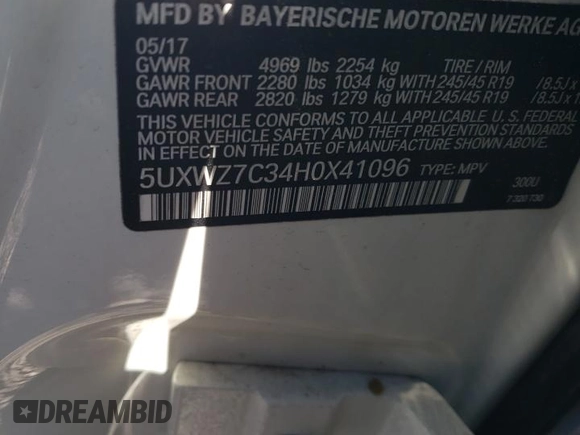 MFD BY BAYERISCHE MOTOREN WERKE AG
05/17
GVWR 4969 lbs 2254 kg TIRE / RIM
GAWR FRONT 2280 lbs 1034 kg WITH 245/45 R19 /8.5J x
GAWR REAR 2820 lbs 1279 kg WITH 245/45 R19 /8.5J x
THIS VEHICLE CONFORMS TO ALL APPLICABLE U. S. FEDERAL
MOTOR VEHICLE SAFETY AND THEFT
IN EFFECT ON THE DATE OF MANUFACTURE SHOWN ABOVE.
5UXWZ7C34H0X41096 TYPE: MPV
300U
7 320 730
DREAMBID